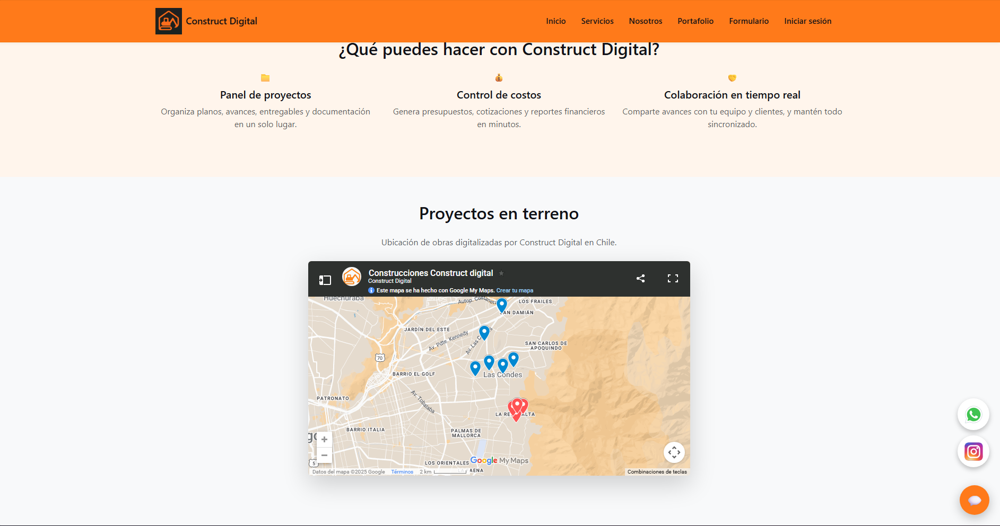 Construct Digital
Inicio Servicios Nosotros Portafolio Formulario Iniciar sesión
¿Qué puedes hacer con Construct Digital?
Panel de proyectos
Organiza planos, avances, entregables y documentación
en un solo lugar.
Control de costos
Genera presupuestos, cotizaciones y reportes financieros
en minutos.
Colaboración en tiempo real
Comparte avances con tu equipo y clientes, y mantén todo
sincronizado.
Proyectos en terreno
Ubicación de obras digitalizadas por Construct Digital en Chile.
Construcciones Construct digital
Construct Digital
Este mapa se ha hecho con Google My Maps. Crear tu mapa
Huechuraba
Autop. Costanera
LOS FRAILES
SAN DAMIÁN
JARDÍN DEL ESTE
Av. Pdte. Kennedy
Av. Las
SAN CARLOS DE
APOQUINDO
70
BARRIO EL GOLF
Las Condes
PATRONATO
Av. Tobalaba
LA ALTA
BARRIO ITALIA
PALMAS DE
MALLORCA
5
LOS ORIENTALES
Google My Maps
Datos del mapa ©2025 Google Términos 2 km
Combinaciones de teclas